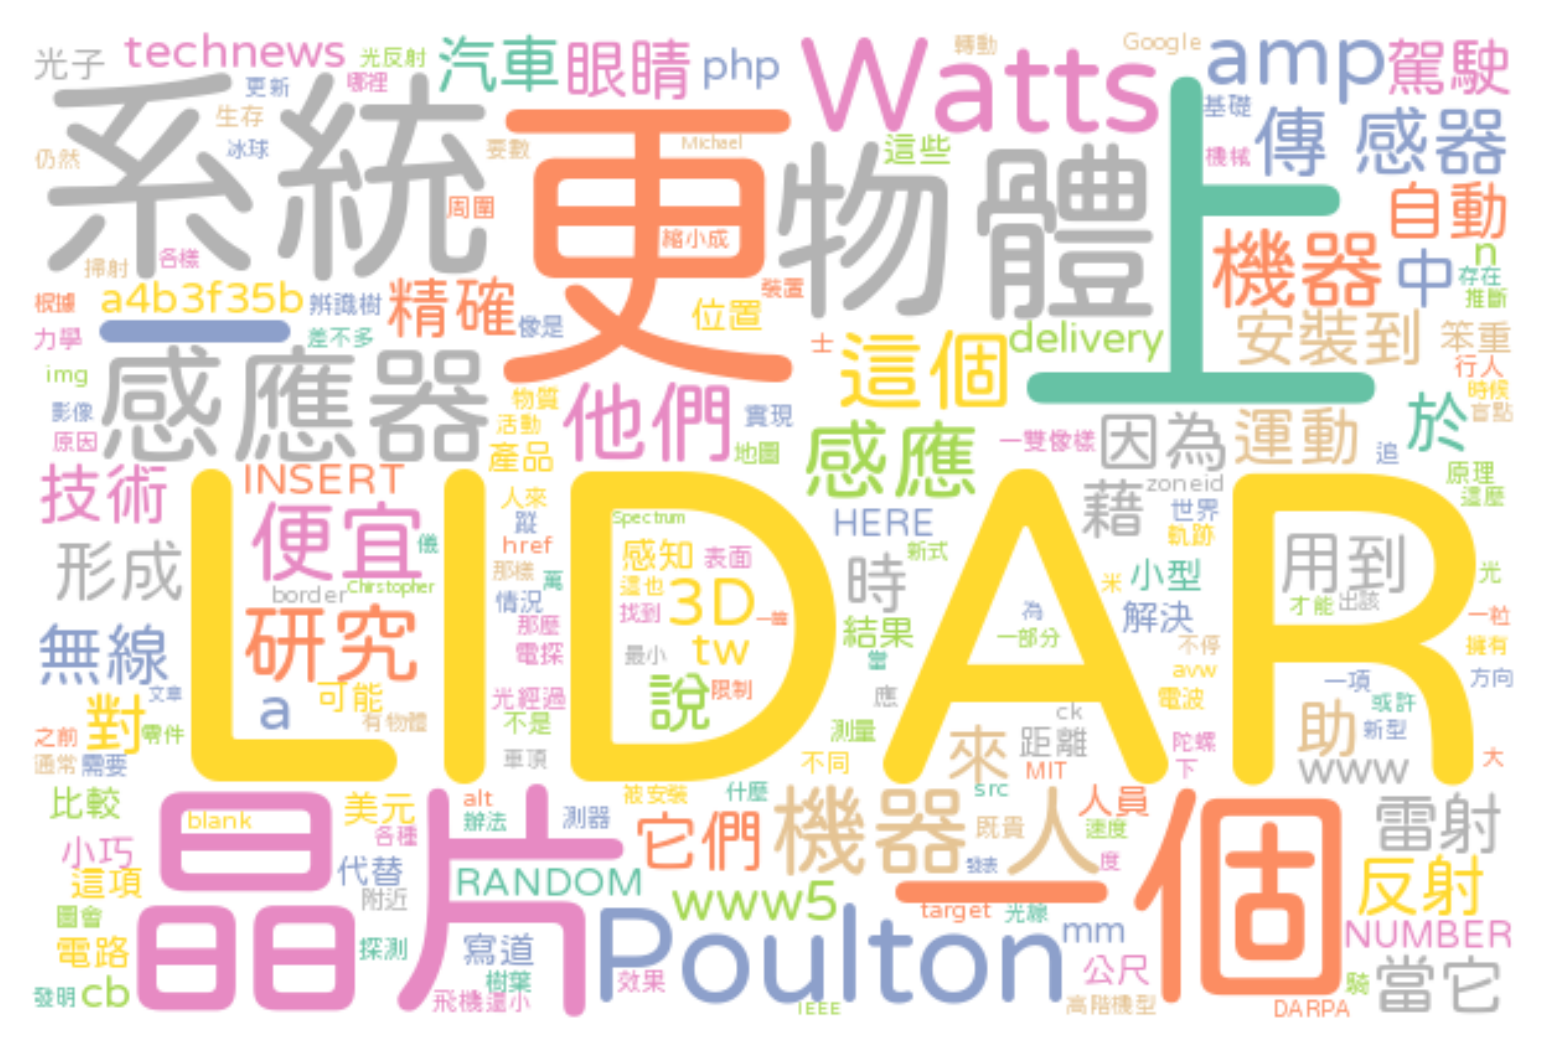 光子 technews 光反射 汽車 眼睛 php Watts 轉動 Google amp 駕駛
更新 哪裡 系統 更 上 基礎 傳感器
生存 冰球 要數 Michael 物體 這些 機械
仍然 周圍 縮小成 自動
掃射 各樣 機器 中 n 存在
根據 a4b3f35b 辨識樹 精確 像是 位置 裝置 推斷
力學 一 差不多 士 這個 delivery 安裝到 笨重
img 感應器 行人
影像 物質 他們 實現 時候 盲點
原因 活動 感應 一雙像樣 因為 運動 追 於
技術 INSERT 產品 地圖 zoneid 原理
LIDAR 人來 Spectrum HERE 藉 世界 這麼
便宜 儀 蹤 href 感知 表面 新式 軌跡 用到
形成 border Chirstopher 那樣 萬 這也 3D 時 米 小型 光
研究 情況 找到 一維 為 解決 才能 出該 一粒
無線 那麼 電探 最小 tw 結果 一部分 不停 擁有
a 可能 光經過 說 限制 當 應 avw 一項 方向
文章 對 有物體 不是 測量 ck 電波 助 或許 新型
之前 零件 車頂 不同 來 距離 陀螺 大
通常 需要 MIT 下 www
比較 晶片 blank 美元 alt 測器 被安裝 什麼 機器人 src 人員 個 雷射
小巧 各種 辦法 它們 既貴 速度
這項 代替 RANDOM 發表 度 反射
圖會 附近 www5 一 target 光線
電路 探測 寫道 Poulton mm NUMBER
發明 cb 樹葉 效果 公尺 騎 當它
飛機還小 IEEE 高階機型 DARPA